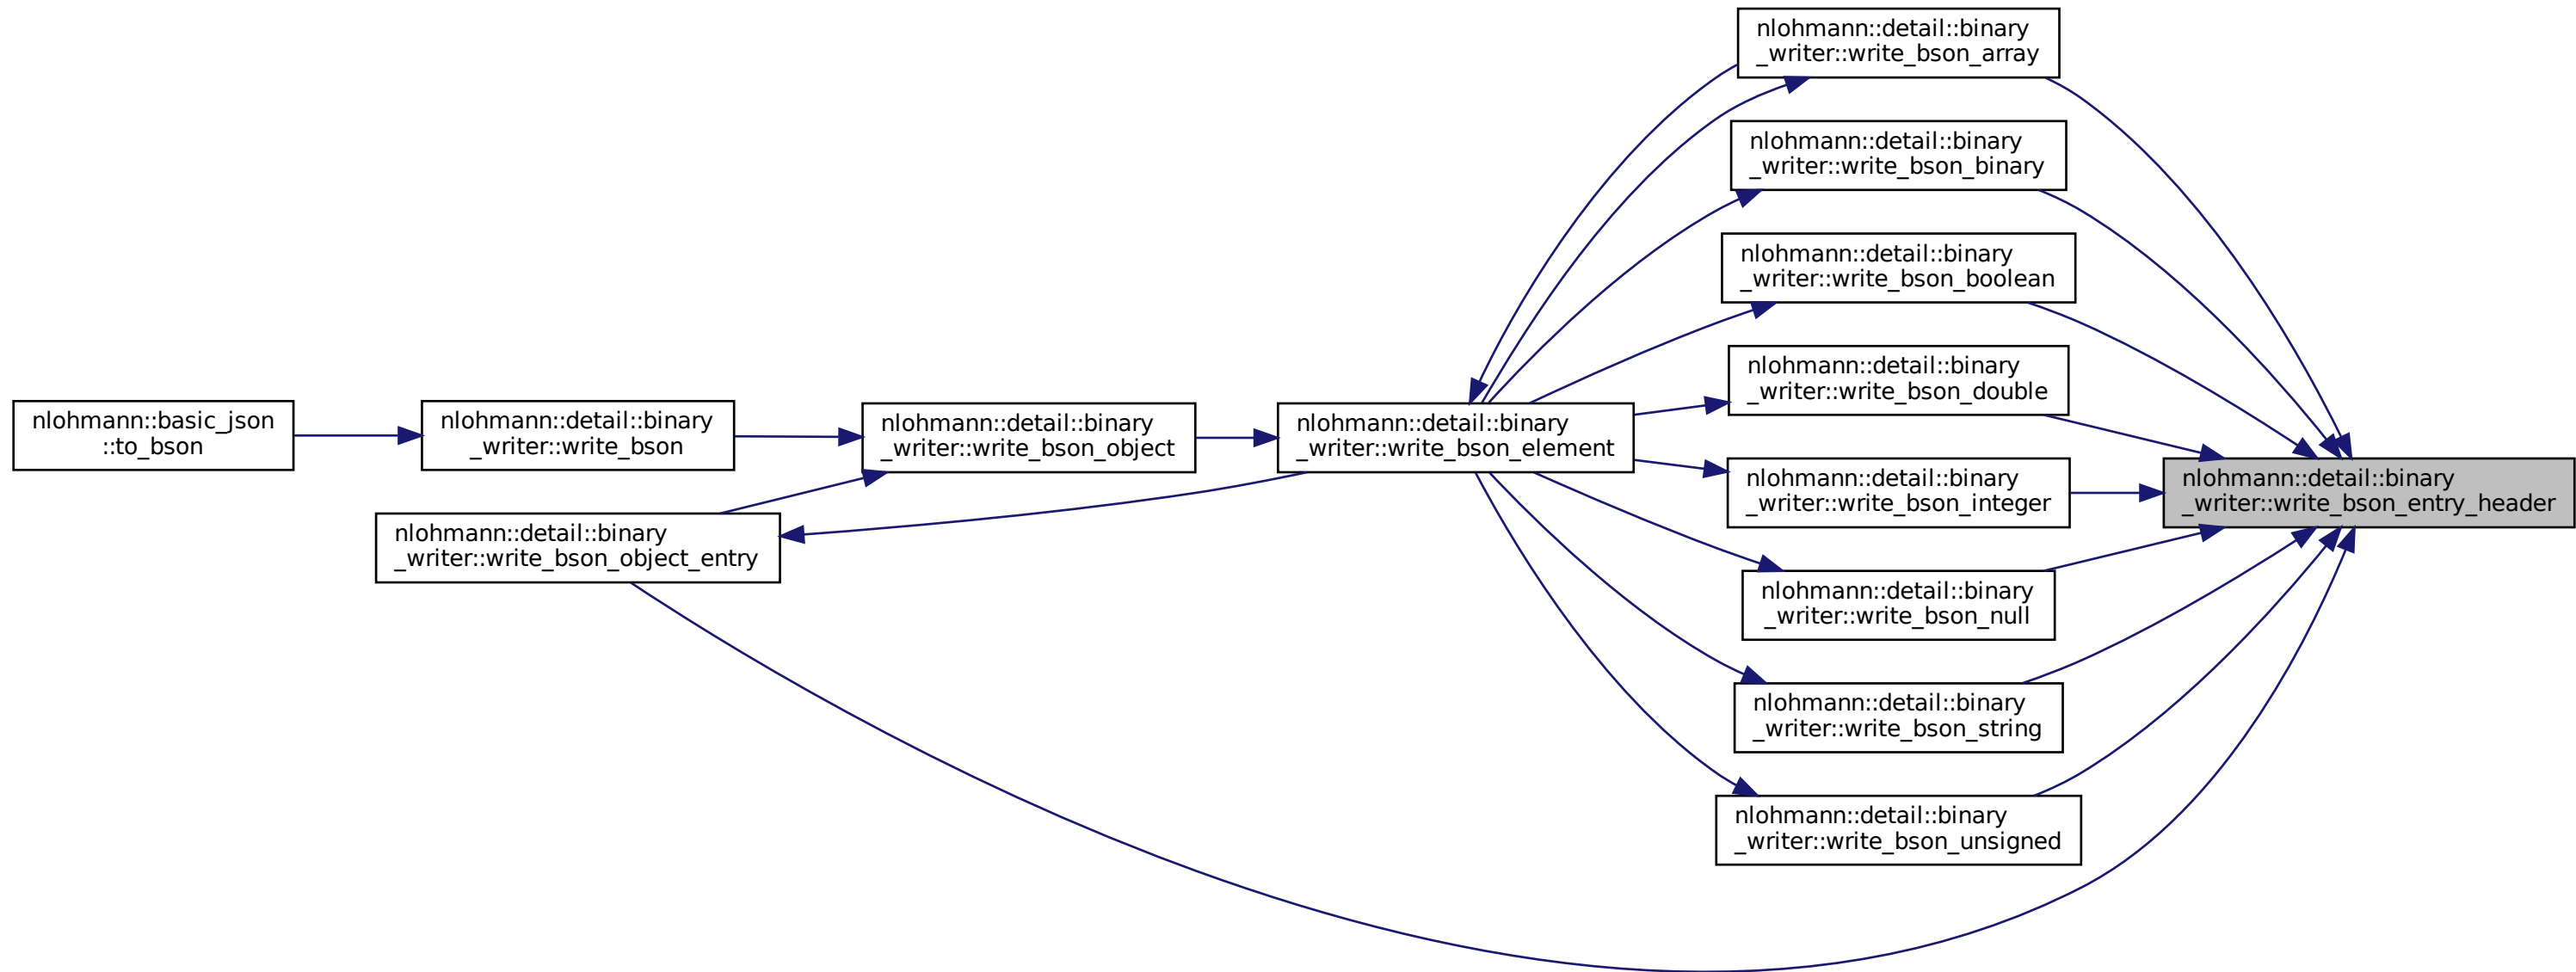 nlohmann::detail::binary
_writer::write_bson_array
nlohmann::detail::binary
_writer::write_bson_binary
nlohmann::detail::binary
_writer::write_bson_boolean
nlohmann::detail::binary
_writer::write_bson_double
nlohmann::basic_json
::to_bson
nlohmann::detail::binary
_writer::write_bson
nlohmann::detail::binary
_writer::write_bson_object
nlohmann::detail::binary
_writer::write_bson_element
nlohmann::detail::binary
_writer::write_bson_integer
nlohmann::detail::binary
_writer::write_bson_entry_header
nlohmann::detail::binary
_writer::write_bson_object_entry
nlohmann::detail::binary
_writer::write_bson_null
nlohmann::detail::binary
_writer::write_bson_string
nlohmann::detail::binary
_writer::write_bson_unsigned